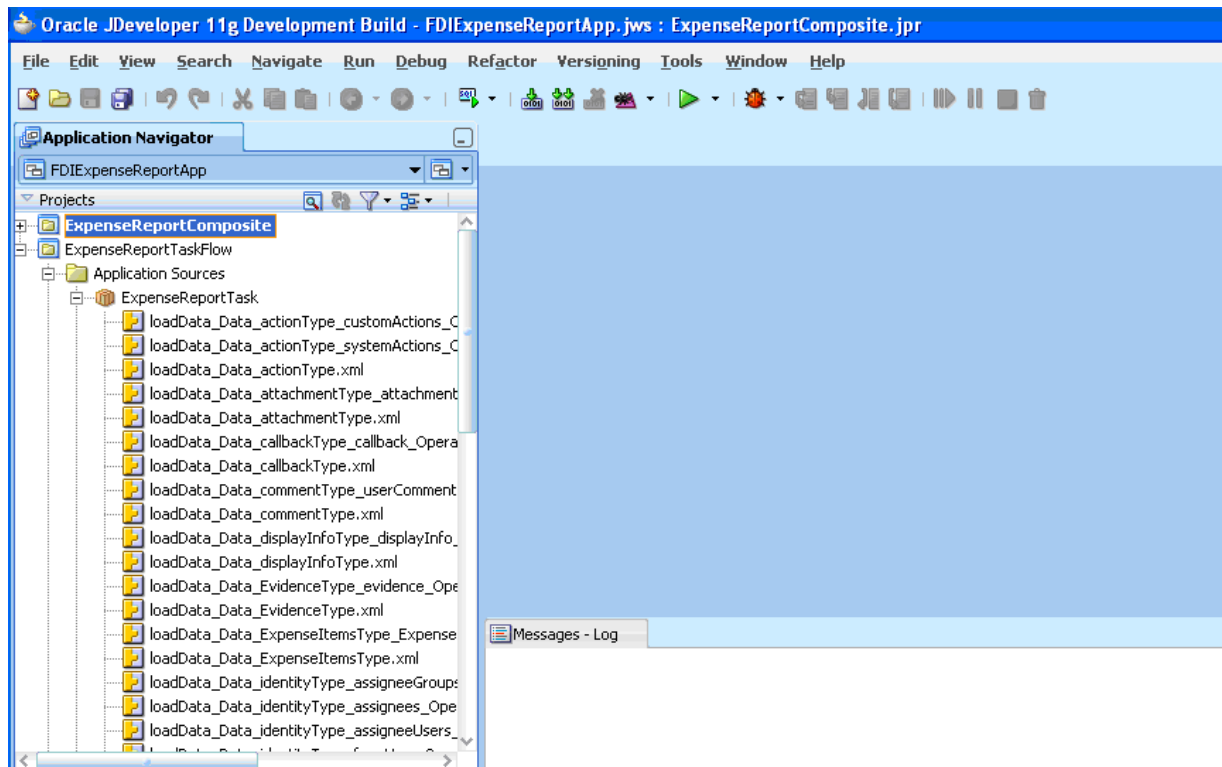 Oracle JDeveloper 11g Development Build - FDIExpenseReportApp.jws : ExpenseReportComposite.jpr
File Edit View Search Navigate Run Debug Refactor Versioning Tools Window Help
Application Navigator
FDIExpenseReportApp
Projects
ExpenseReportComposite
ExpenseReportTaskFlow
Application Sources
ExpenseReportTask
loadData_Data_actionType_customActions_
loadData_Data_actionType_systemActions_
loadData_Data_actionType.xml
loadData_Data_attachmentType_attachment
loadData_Data_attachmentType.xml
loadData_Data_callbackType_callback_Opera
loadData_Data_callbackType.xml
loadData_Data_commentType_userComment
loadData_Data_commentType.xml
loadData_Data_displayInfoType_displayInfo_
loadData_Data_displayInfoType.xml
loadData_Data_EvidenceType_evidence_Ope
loadData_Data_EvidenceType.xml
loadData_Data_ExpenseItemsType_Expense
loadData_Data_ExpenseItemsType.xml
loadData_Data_identityType_assigneeGroups
loadData_Data_identityType_assignees_Ope
loadData_Data_identityType_assigneeUsers_
Messages - Log